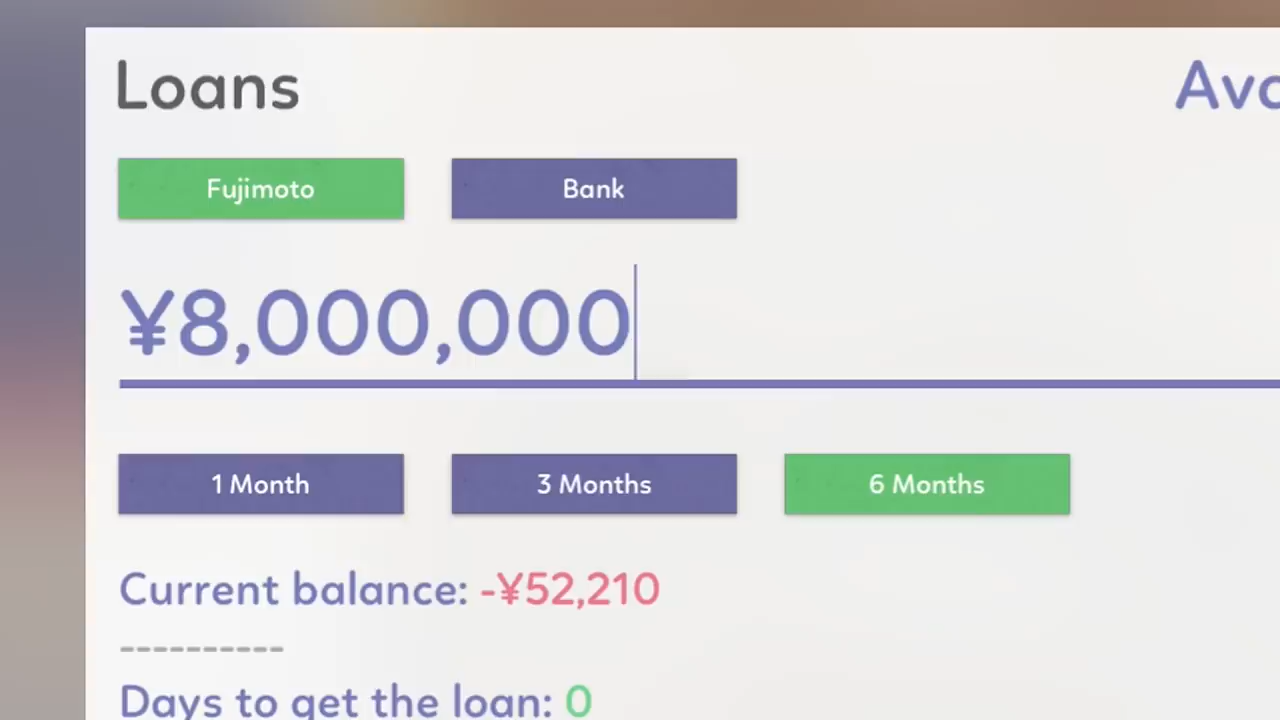 Loans
Fujimoto
Bank
¥8,000,000
1 Month
3 Months
6 Months
Current balance: -¥52,210
----------
Days to get the loan: 0